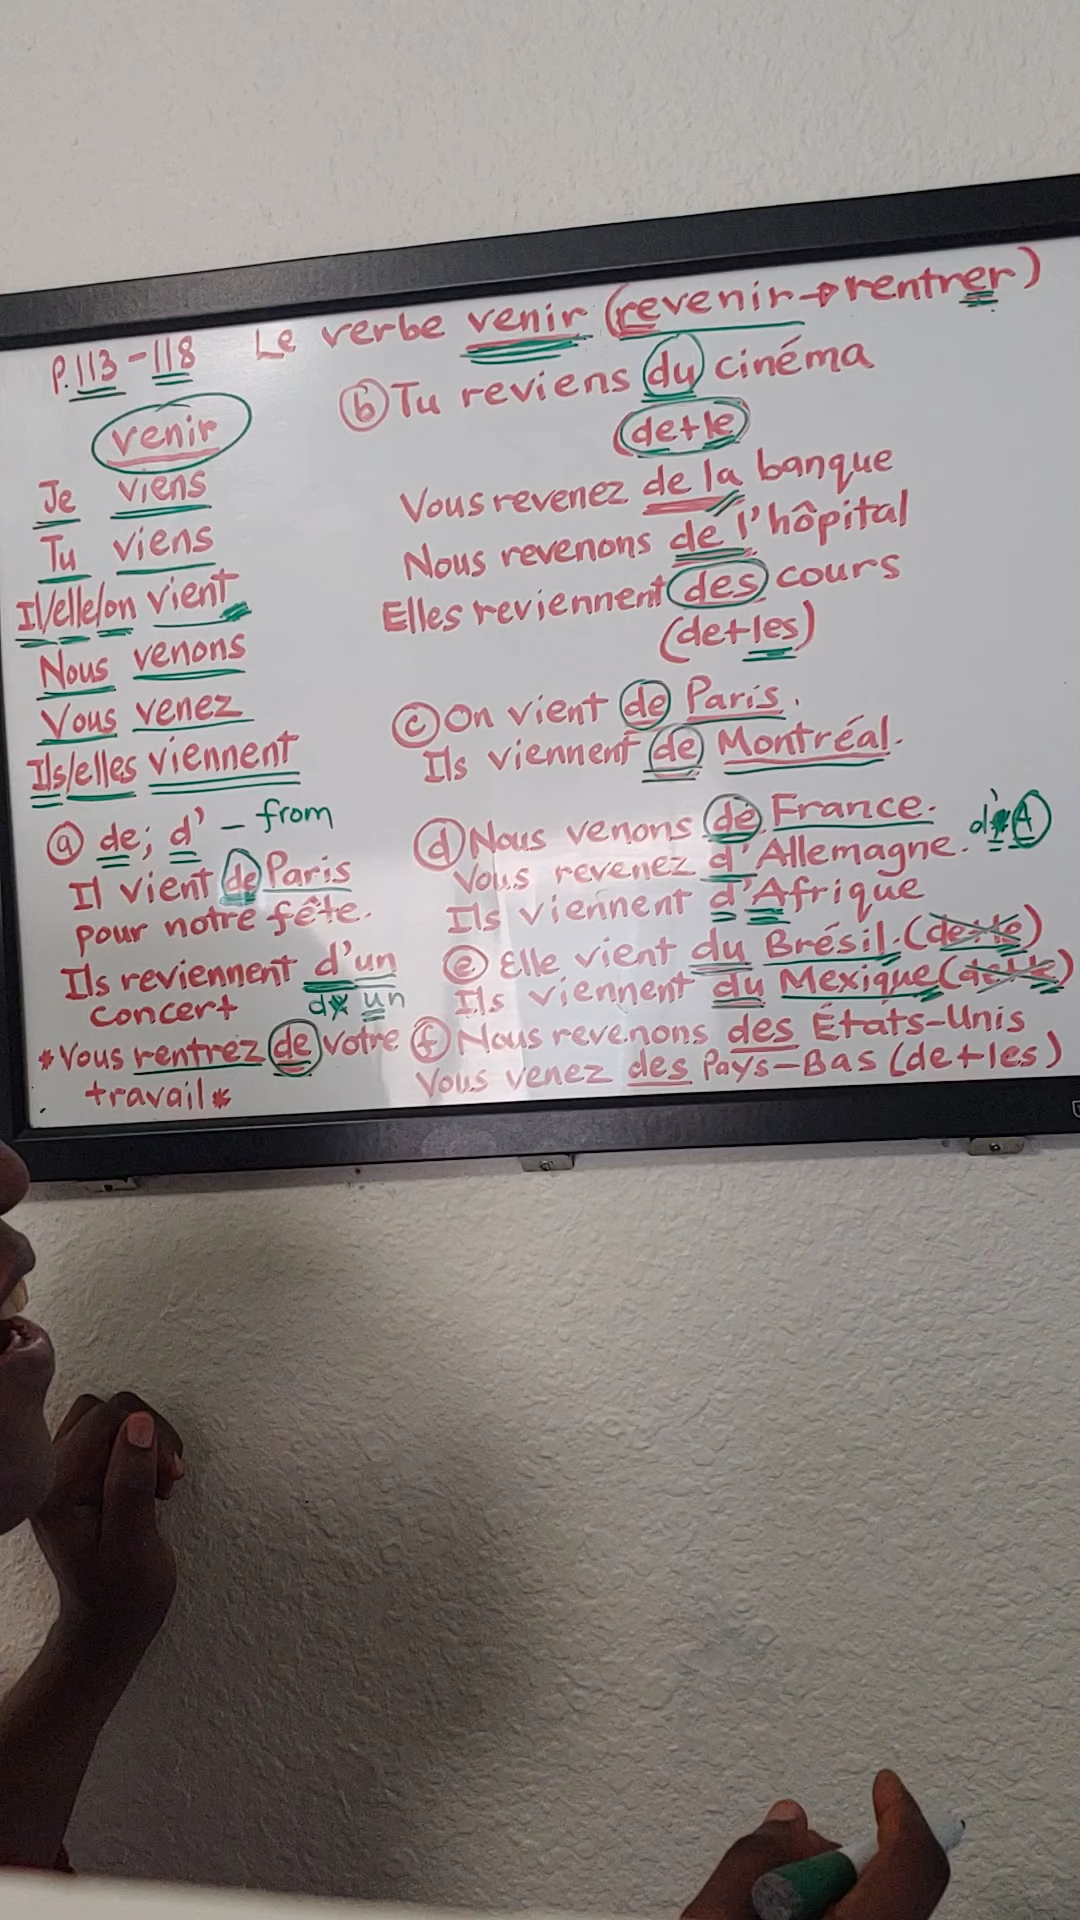 P.113-118 Le verbe venir (revenir→rentrer)
venir
Je viens
Tu viens
Il/elle/on vient
Nous venons
Vous venez
Ils/elles viennent
ⓐ de; d' - from
Il vient de Paris
pour notre fête.
Ils reviennent d'un
de un
concert
*Vous rentrez de votre
travail*
ⓑ Tu reviens du cinéma
(de+le)
Vous revenez de la banque
Nous revenons de l'hôpital
Elles reviennent des cours
(de+les)
ⓒ On vient de Paris.
Ils viennent de Montréal.
ⓓ Nous venons de France.
Vous revenez d'Allemagne.
Ils viennent d'Afrique
ⓔ Elle vient du Brésil. (de+le)
Ils viennent du Mexique (de+le)
ⓕ Nous revenons des États-Unis
Vous venez des Pays-Bas (de+les)